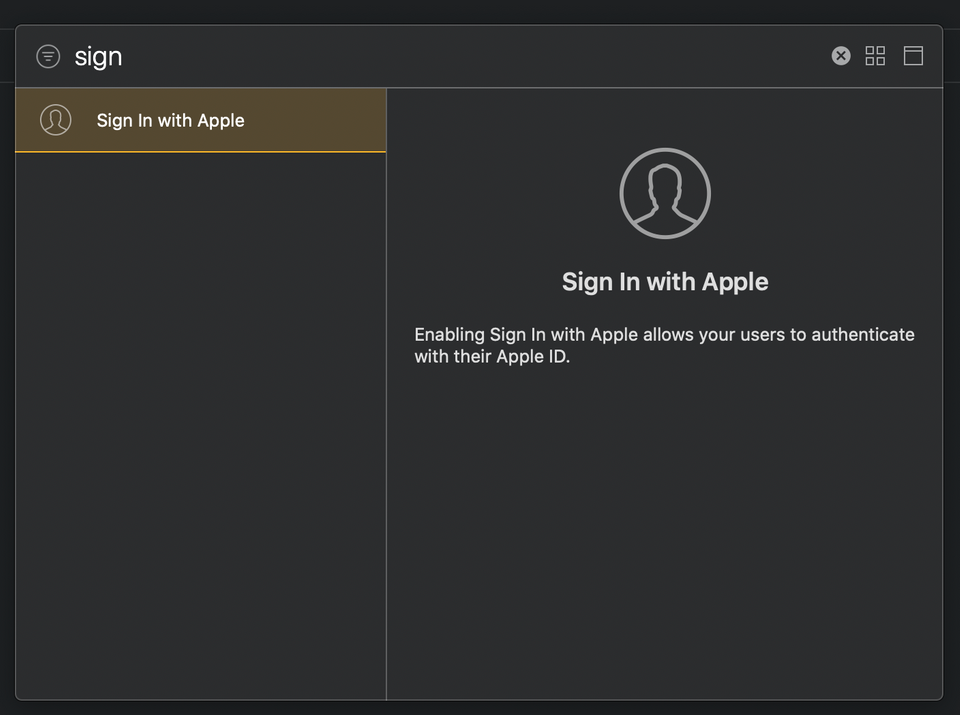 sign
Sign In with Apple
Sign In with Apple
Enabling Sign In with Apple allows your users to authenticate
with their Apple ID.